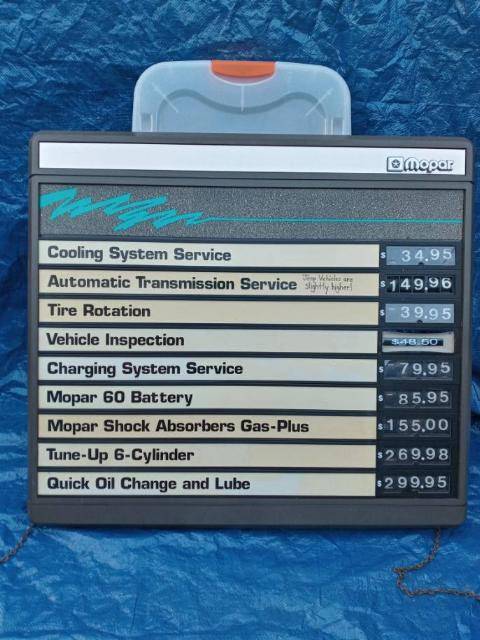 Mopar
Cooling System Service $34.95
Automatic Transmission Service Jeep Vehicles are slightly higher! $149.96
Tire Rotation $39.95
Vehicle Inspection $48.50
Charging System Service $79.95
Mopar 60 Battery $85.95
Mopar Shock Absorbers Gas-Plus $155.00
Tune-Up 6-Cylinder $269.98
Quick Oil Change and Lube $299.95